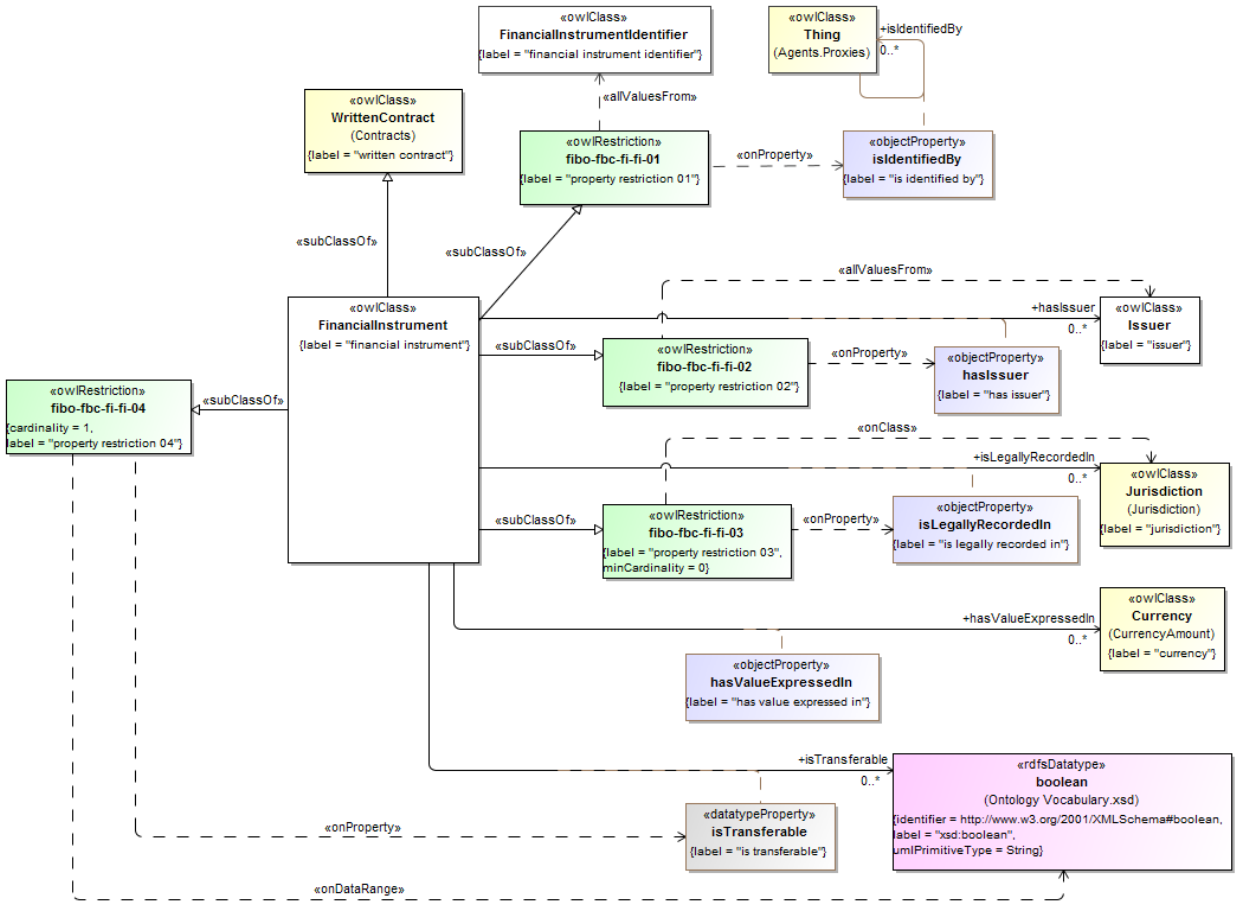 «owlClass»
FinancialInstrumentIdentifier
{label = "financial instrument identifier"}
«owlClass»
Thing
(Agents.Proxies)
+isIdentifiedBy
0..*
«allValuesFrom»
«owlClass»
WrittenContract
(Contracts)
{label = "written contract"}
«owlRestriction»
fibo-fbc-fi-fi-01
{label = "property restriction 01"}
«onProperty»
«objectProperty»
isIdentifiedBy
{label = "is identified by"}
«subClassOf»
«subClassOf»
«allValuesFrom»
«owlClass»
FinancialInstrument
{label = "financial instrument"}
+hasIssuer
0..*
«owlClass»
Issuer
{label = "issuer"}
«subClassOf»
«owlRestriction»
fibo-fbc-fi-fi-02
{label = "property restriction 02"}
«onProperty»
«objectProperty»
hasIssuer
{label = "has issuer"}
«owlRestriction»
fibo-fbc-fi-fi-04
{cardinality = 1,
label = "property restriction 04"}
«subClassOf»
«onClass»
+isLegallyRecordedIn
0..*
«owlClass»
Jurisdiction
(Jurisdiction)
{label = "jurisdiction"}
«subClassOf»
«owlRestriction»
fibo-fbc-fi-fi-03
{label = "property restriction 03",
minCardinality = 0}
«onProperty»
«objectProperty»
isLegallyRecordedIn
{label = "is legally recorded in"}
+hasValueExpressedIn
0..*
«owlClass»
Currency
(CurrencyAmount)
{label = "currency"}
«objectProperty»
hasValueExpressedIn
{label = "has value expressed in"}
+isTransferable
0..*
«rdfsDatatype»
boolean
(Ontology Vocabulary.xsd)
{identifier = http://www.w3.org/2001/XMLSchema#boolean,
label = "xsd:boolean",
umlPrimitiveType = String}
«onProperty»
«datatypeProperty»
isTransferable
{label = "is transferable"}
«onDataRange»